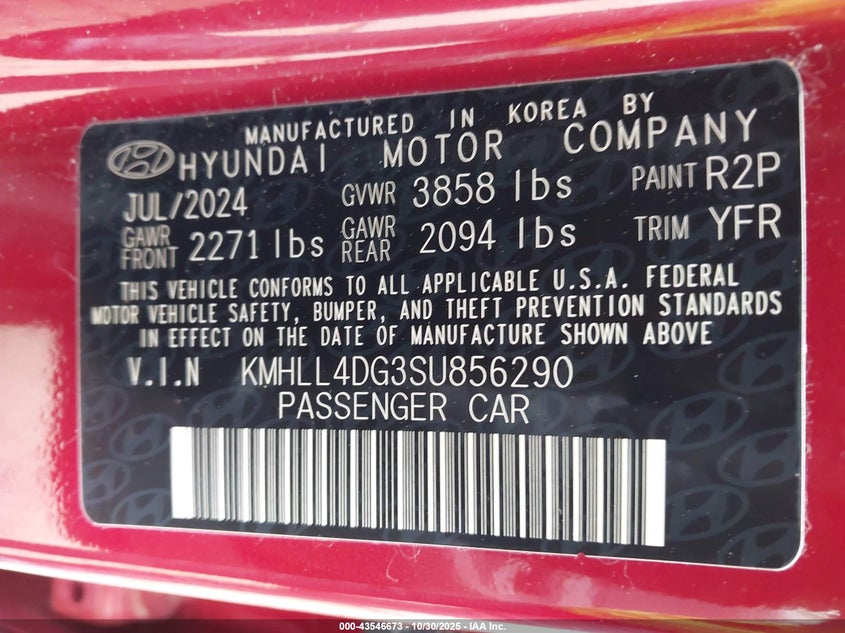 MANUFACTURED IN KOREA BY
HYUNDAI MOTOR COMPANY
JUL/2024 GVWR 3858 lbs PAINT R2P
GAWR FRONT 2271 lbs GAWR REAR 2094 lbs TRIM YFR
THIS VEHICLE CONFORMS TO ALL APPLICABLE U.S.A. FEDERAL
MOTOR VEHICLE SAFETY, BUMPER, AND THEFT PREVENTION STANDARDS
IN EFFECT ON THE DATE OF MANUFACTURE SHOWN ABOVE
V.I.N KMHLL4DG3SU856290
PASSENGER CAR
000-43546673 - 10/30/2025 - IAA Inc.